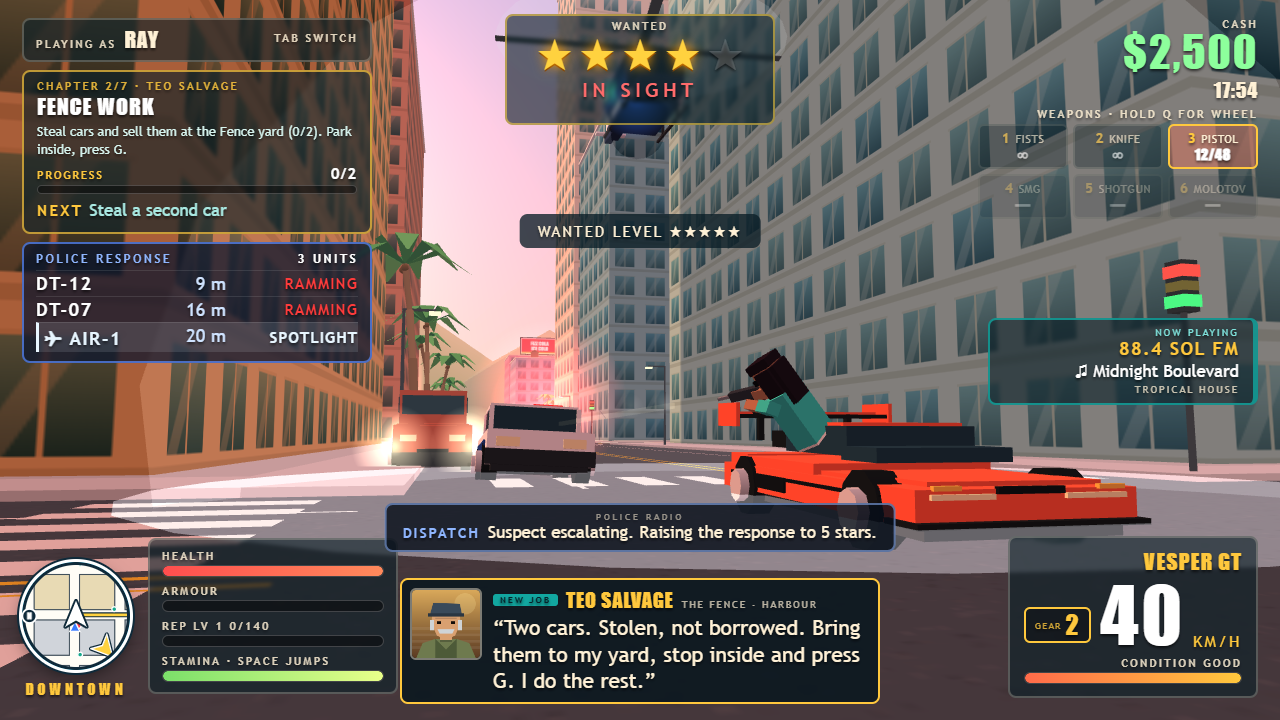 PLAYING AS RAY
TAB SWITCH
CHAPTER 2/7 · TEO SALVAGE
FENCE WORK
Steal cars and sell them at the Fence yard (0/2). Park
inside, press G.
PROGRESS 0/2
NEXT Steal a second car
POLICE RESPONSE 3 UNITS
DT-12 9 m RAMMING
DT-07 16 m RAMMING
AIR-1 20 m SPOTLIGHT
WANTED
IN SIGHT
WANTED LEVEL ★★★★★
CASH
$2,500
17:54
WEAPONS · HOLD Q FOR WHEEL
1 FISTS ∞
2 KNIFE ∞
3 PISTOL 12/48
4 SMG —
5 SHOTGUN —
6 MOLOTOV —
NOW PLAYING
88.4 SOL FM
♫ Midnight Boulevard
TROPICAL HOUSE
POLICE RADIO
DISPATCH Suspect escalating. Raising the response to 5 stars.
HEALTH
ARMOUR
REP LV 1 0/140
STAMINA · SPACE JUMPS
N
DOWNTOWN
NEW JOB TEO SALVAGE THE FENCE · HARBOUR
“Two cars. Stolen, not borrowed. Bring
them to my yard, stop inside and press
G. I do the rest.”
VESPER GT
GEAR 2
40 KM/H
CONDITION GOOD